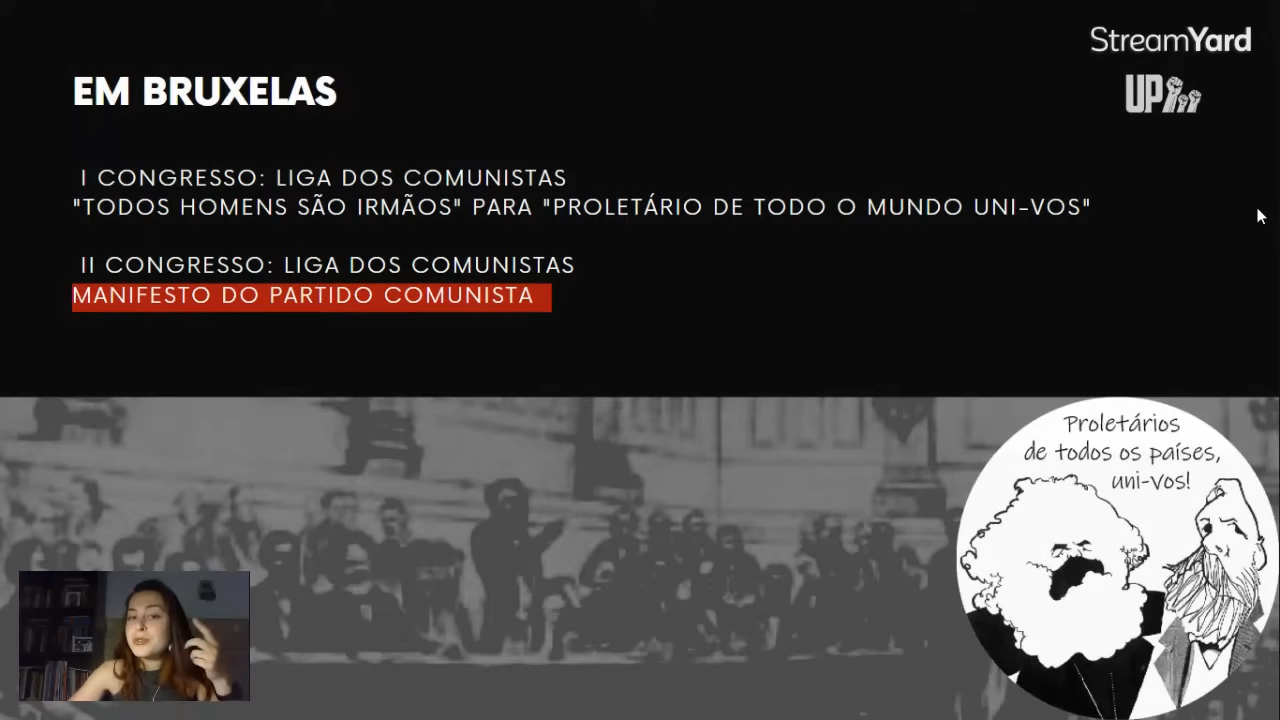 StreamYard
UP
EM BRUXELAS
I CONGRESSO: LIGA DOS COMUNISTAS
"TODOS HOMENS SÃO IRMÃOS" PARA "PROLETÁRIO DE TODO O MUNDO UNI-VOS"
II CONGRESSO: LIGA DOS COMUNISTAS
MANIFESTO DO PARTIDO COMUNISTA
Proletários
de todos os países,
uni-vos!